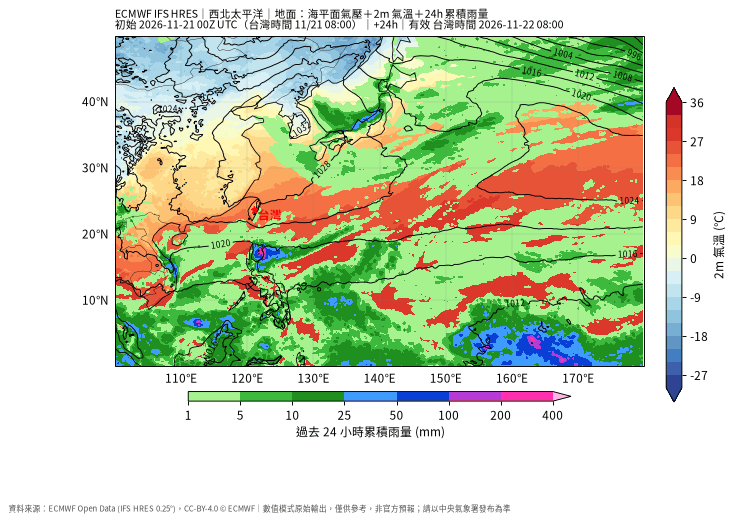 ECMWF IFS HRES｜西北太平洋｜地面：海平面氣壓＋2m 氣溫＋24h 累積雨量
初始 2026-11-21 00Z UTC（台灣時間 11/21 08:00）｜+24h｜有效 台灣時間 2026-11-22 08:00
996
1004
1016
1012
1008
1020
1024
1032
1028
台灣
1024
1020
1016
1012
40°N
30°N
20°N
10°N
110°E
120°E
130°E
140°E
150°E
160°E
170°E
36
27
18
9
0
-9
-18
-27
2m 氣溫 (°C)
1
5
10
25
50
100
200
400
過去 24 小時累積雨量 (mm)
資料來源：ECMWF Open Data (IFS HRES 0.25°)，CC-BY-4.0 © ECMWF｜數值模式原始輸出，僅供參考，非官方預報；請以中央氣象署發布為準